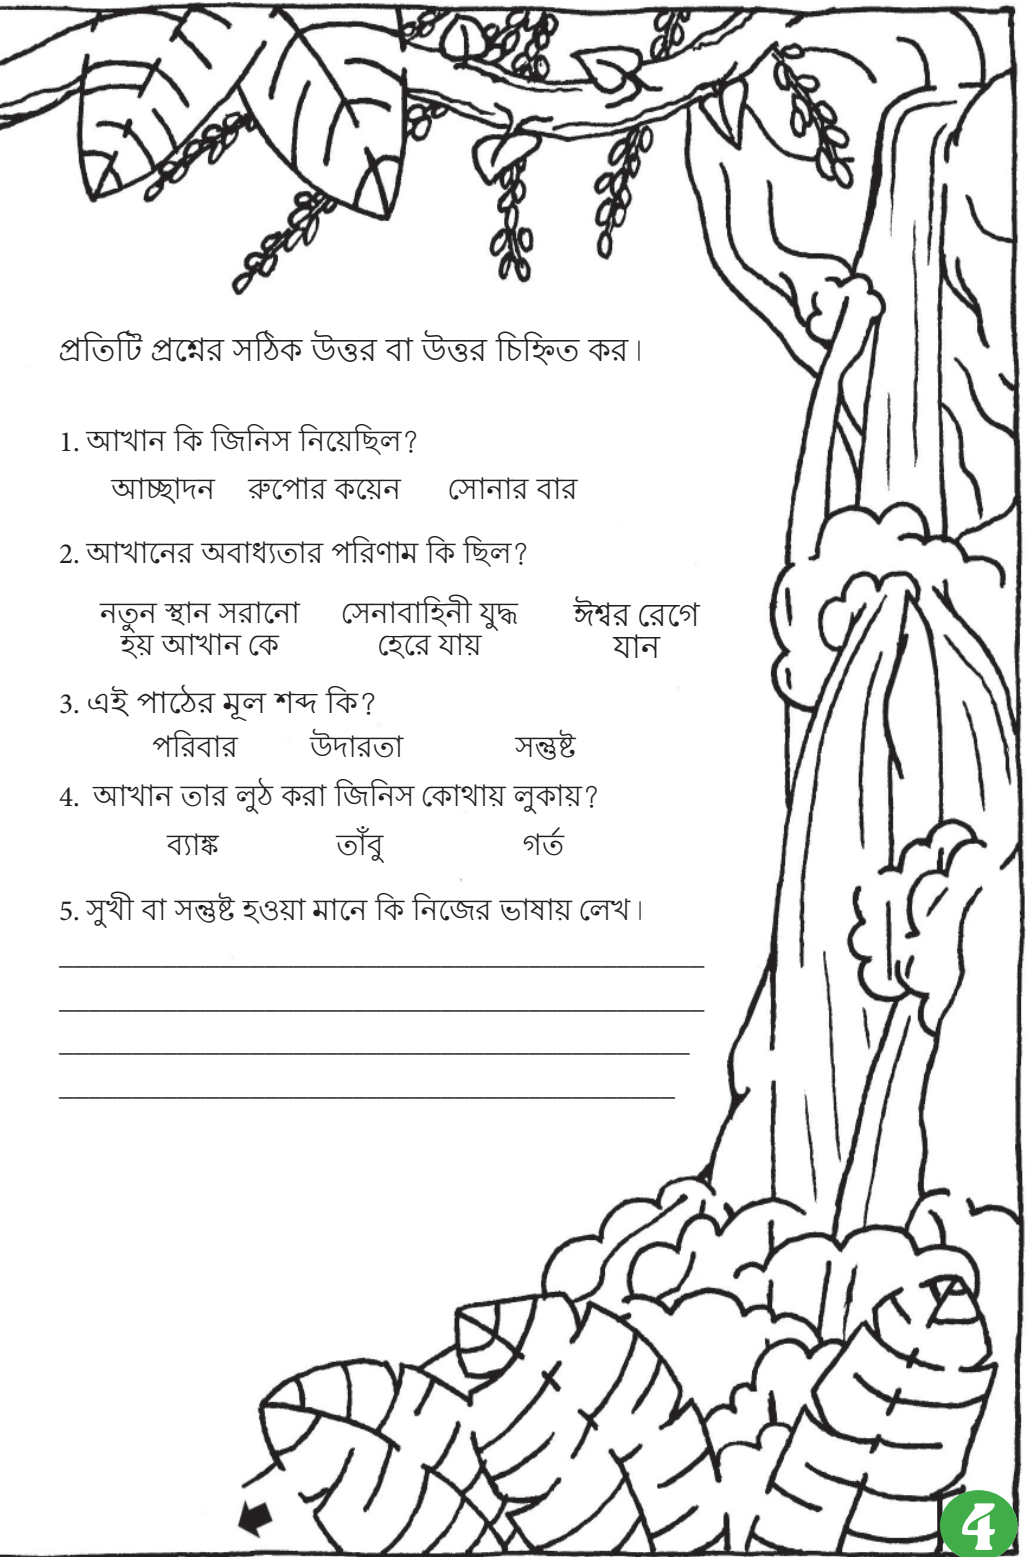 প্রতিটি প্রশ্নের সঠিক উত্তর বা উত্তর চিহ্নিত কর।
1. আখান কি জিনিস নিয়েছিল?
আচ্ছাদন রুপোর কয়েন সোনার বার
2. আখানের অবাধ্যতার পরিণাম কি ছিল?
নতুন স্থান সরানো সেনাবাহিনী যুদ্ধ ঈশ্বর রেগে
হয় আখান কে হেরে যায় যান
3. এই পাঠের মূল শব্দ কি?
পরিবার উদারতা সন্তুষ্ট
4. আখান তার লুঠ করা জিনিস কোথায় লুকায়?
ব্যাঙ্ক তাঁবু গর্ত
5. সুখী বা সন্তুষ্ট হওয়া মানে কি নিজের ভাষায় লেখ।
4